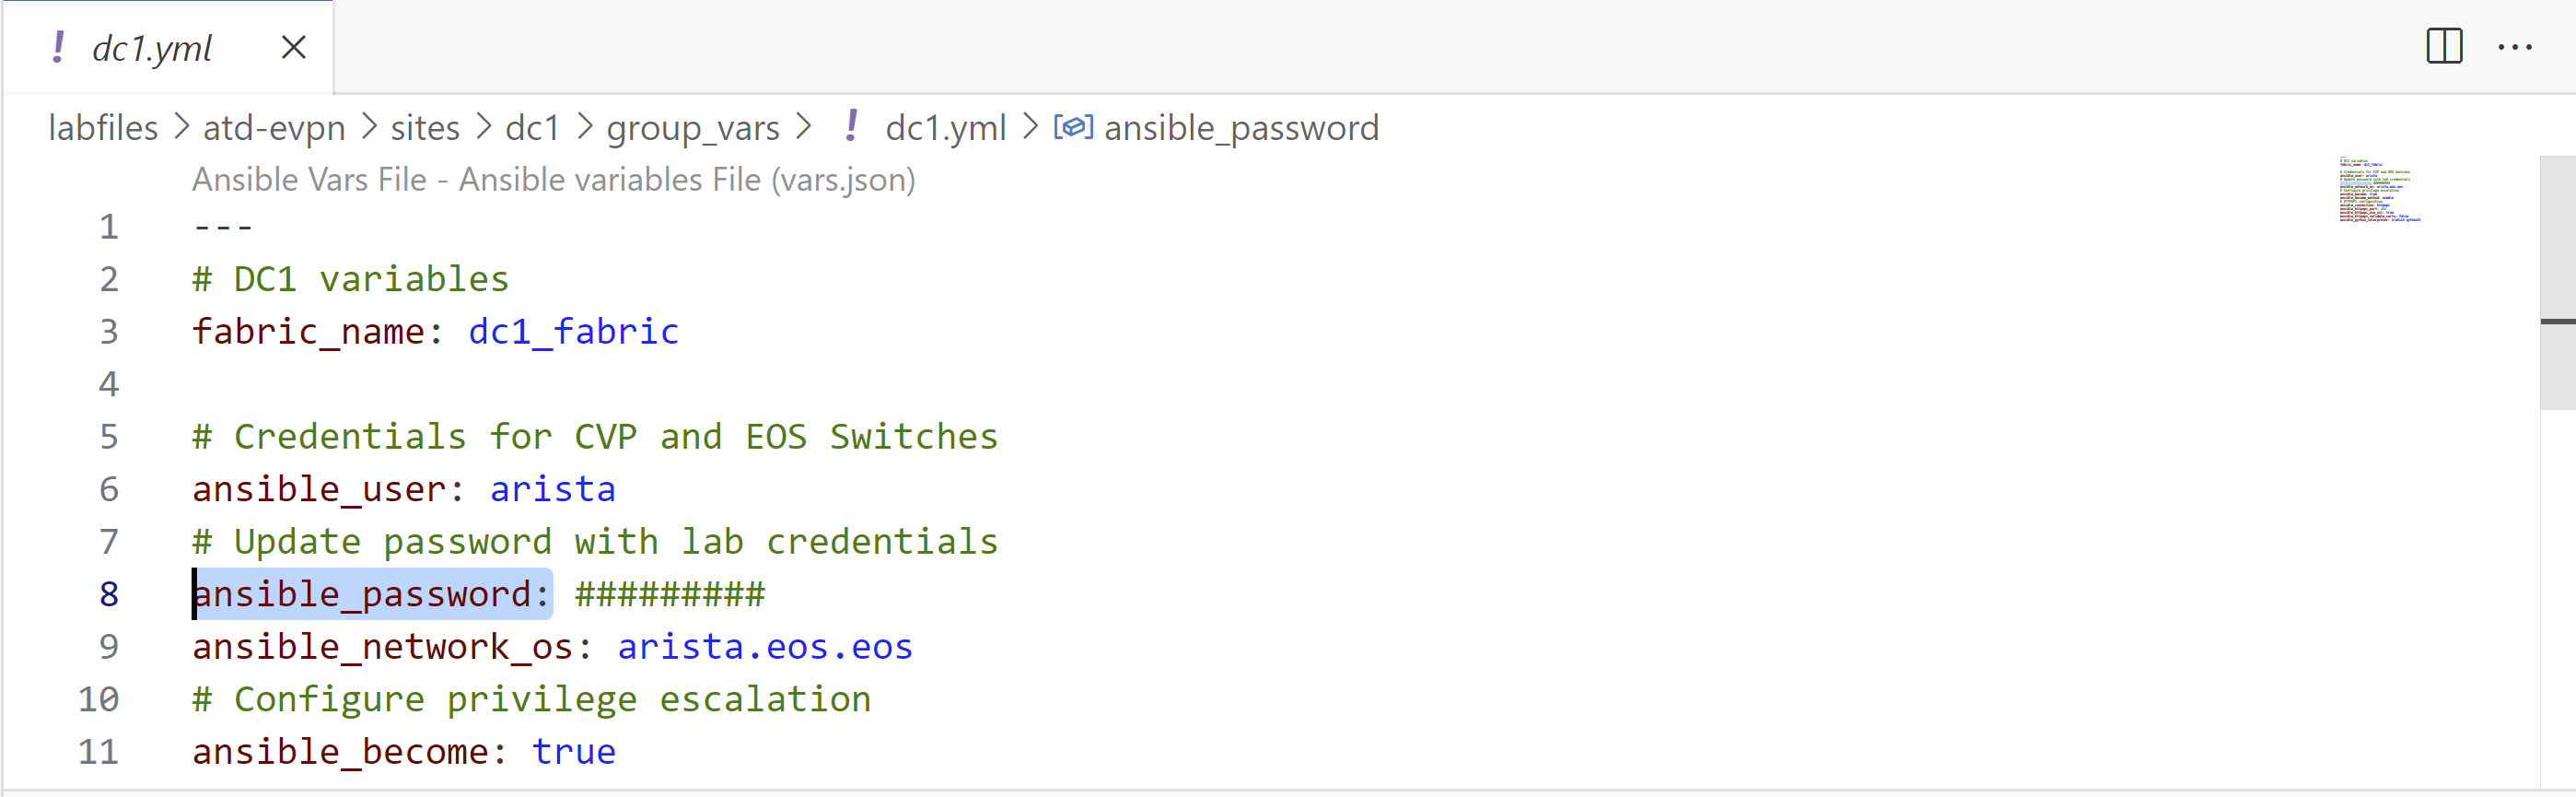 dc1.yml
labfiles > atd-evpn > sites > dc1 > group_vars > ! dc1.yml > ansible_password
Ansible Vars File - Ansible variables File (vars.json)
1 ---
2 # DC1 variables
3 fabric_name: dc1_fabric
4
5 # Credentials for CVP and EOS Switches
6 ansible_user: arista
7 # Update password with lab credentials
8 ansible_password: #########
9 ansible_network_os: arista.eos.eos
10 # Configure privilege escalation
11 ansible_become: true